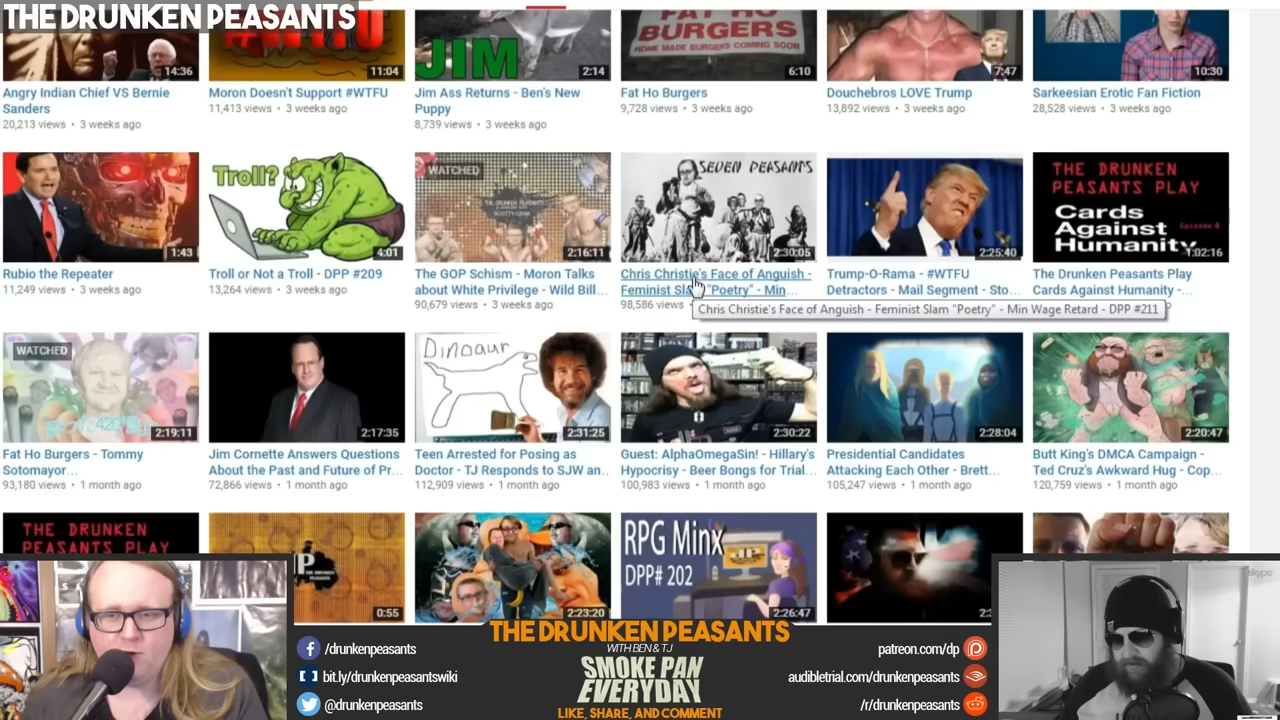 THE DRUNKEN PEASANTS
#WTFU
JIM
FAT HO
BURGERS
HOME MADE BURGERS COMING SOON
14:36
11:04
2:14
6:10
7:47
10:30
Angry Indian Chief VS Bernie
Sanders
20,213 views • 3 weeks ago
Moron Doesn't Support #WTFU
11,413 views • 3 weeks ago
Jim Ass Returns - Ben's New
Puppy
8,739 views • 3 weeks ago
Fat Ho Burgers
9,728 views • 3 weeks ago
Douchebros LOVE Trump
13,892 views • 3 weeks ago
Sarkeesian Erotic Fan Fiction
28,528 views • 3 weeks ago
1:43
Troll?
4:01
WATCHED
THE DRUNKEN
PEASANTS
2:16:11
SEVEN PEASANTS
2:30:05
2:25:40
THE DRUNKEN
PEASANTS PLAY
Cards
Against
Humanity
Episode 4
1:02:16
Rubio the Repeater
11,249 views • 3 weeks ago
Troll or Not a Troll - DPP #209
13,264 views • 3 weeks ago
The GOP Schism - Moron Talks
about White Privilege - Wild Bill...
90,679 views • 3 weeks ago
Chris Christie's Face of Anguish -
Feminist Slam "Poetry" - Min...
98,586 views
Trump-O-Rama - #WTFU
Detractors - Mail Segment - Sto...
The Drunken Peasants Play
Cards Against Humanity - ...
Chris Christie's Face of Anguish - Feminist Slam "Poetry" - Min Wage Retard - DPP #211
WATCHED
420
2:19:11
2:17:35
Dinoaur
2:31:25
2:30:22
2:28:04
2:20:47
Fat Ho Burgers - Tommy
Sotomayor...
93,180 views • 1 month ago
Jim Cornette Answers Questions
About the Past and Future of Pr...
72,866 views • 1 month ago
Teen Arrested for Posing as
Doctor - TJ Responds to SJW an...
112,909 views • 1 month ago
Guest: AlphaOmegaSin! - Hillary's
Hypocrisy - Beer Bongs for Trial...
100,983 views • 1 month ago
Presidential Candidates
Attacking Each Other - Brett...
105,247 views • 1 month ago
Butt King's DMCA Campaign -
Ted Cruz's Awkward Hug - Cop...
120,759 views • 1 month ago
THE DRUNKEN
PEASANTS PLAY
0:55
2:23:20
RPG Minx
DPP# 202
2:26:47
skype
THE DRUNKEN PEASANTS
WITH BEN & TJ
SMOKE PAN
EVERYDAY
LIKE, SHARE, AND COMMENT
/drunkenpeasants
bit.ly/drunkenpeasantswiki
@drunkenpeasants
patreon.com/dp
audibletrial.com/drunkenpeasants
/r/drunkenpeasants